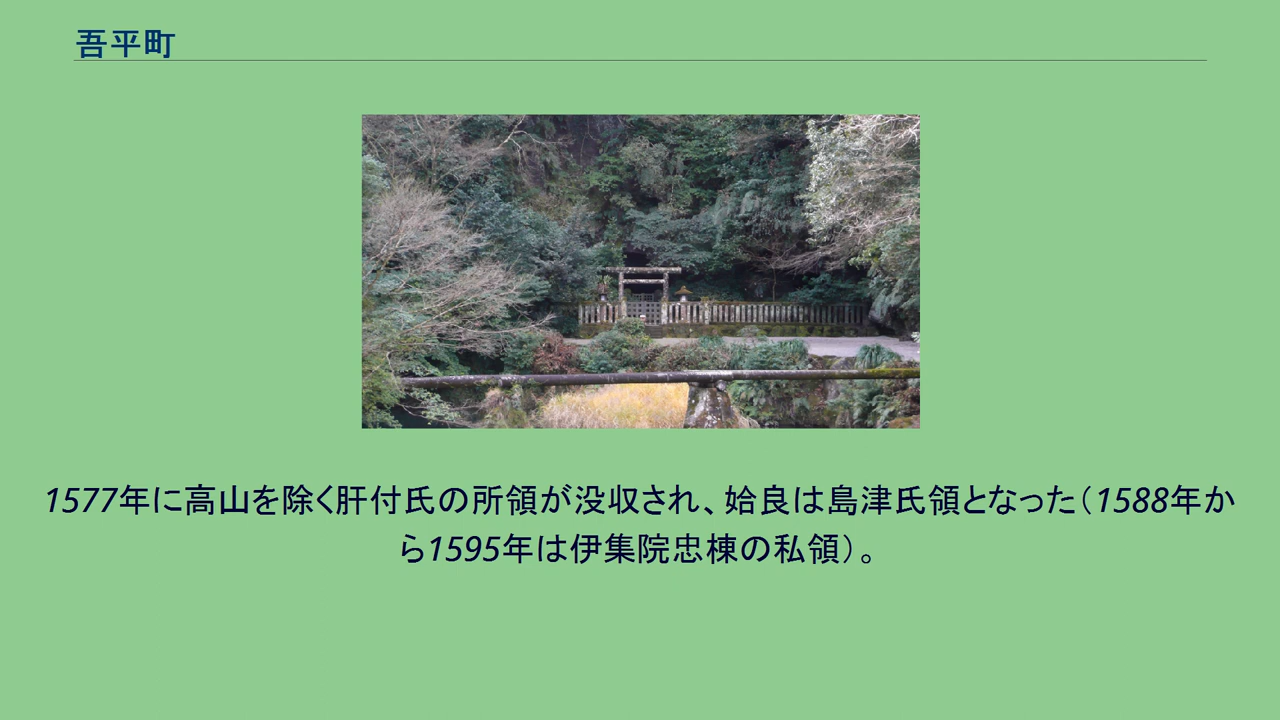 吾平町
1577年に高山を除く肝付氏の所領が没収され、姶良は島津氏領となった（1588年か
ら1595年は伊集院忠棟の私領）。